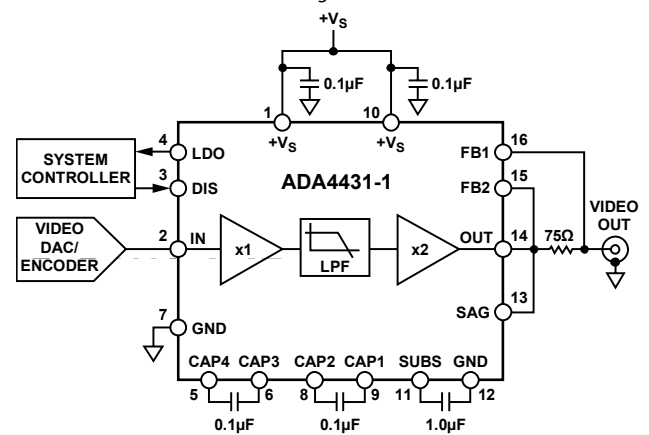 +VS
0.1µF
0.1µF
1
10
+VS
+VS
4
LDO
SYSTEM
CONTROLLER
3
DIS
ADA4431-1
FB1
16
FB2
15
VIDEO
DAC/
ENCODER
2
IN
x1
LPF
x2
OUT
14
75Ω
VIDEO
OUT
SAG
13
7
GND
CAP4
CAP3
CAP2
CAP1
SUBS
GND
5
6
8
9
11
12
0.1µF
0.1µF
1.0µF